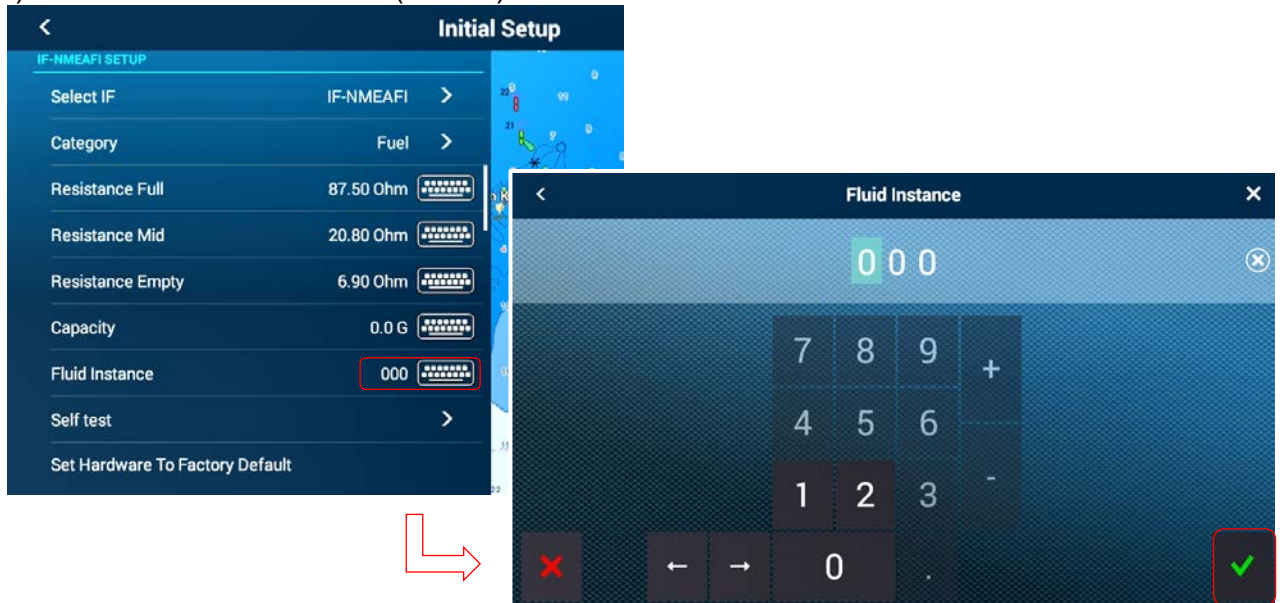 Initial Setup
IF-NMEAFI SETUP
Select IF IF-NMEAFI
Category Fuel
Resistance Full 87.50 Ohm
Resistance Mid 20.80 Ohm
Resistance Empty 6.90 Ohm
Capacity 0.0 G
Fluid Instance 000
Self test
Set Hardware To Factory Default
Fluid Instance
000
7 8 9 +
4 5 6
1 2 3 -
0 .